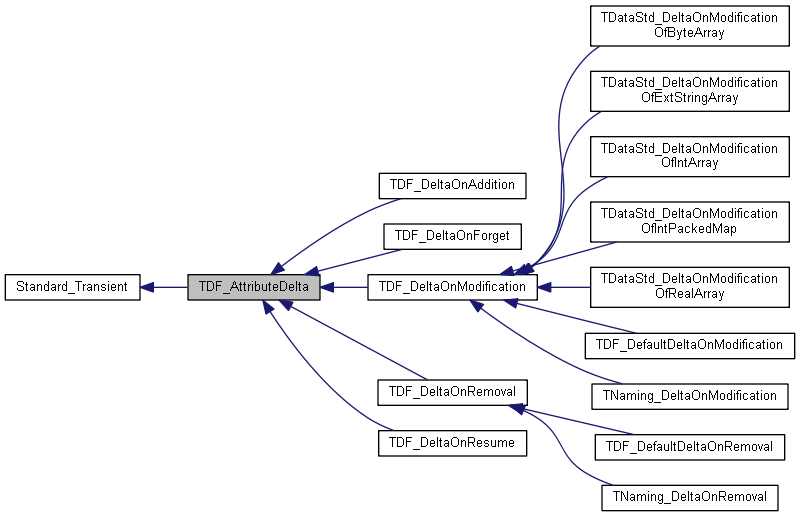 TDataStd_DeltaOnModification
OfByteArray
TDataStd_DeltaOnModification
OfExtStringArray
TDataStd_DeltaOnModification
OfIntArray
TDF_DeltaOnAddition
TDataStd_DeltaOnModification
OfIntPackedMap
TDF_DeltaOnForget
Standard_Transient
TDF_AttributeDelta
TDF_DeltaOnModification
TDataStd_DeltaOnModification
OfRealArray
TDF_DefaultDeltaOnModification
TDF_DeltaOnRemoval
TNaming_DeltaOnModification
TDF_DeltaOnResume
TDF_DefaultDeltaOnRemoval
TNaming_DeltaOnRemoval